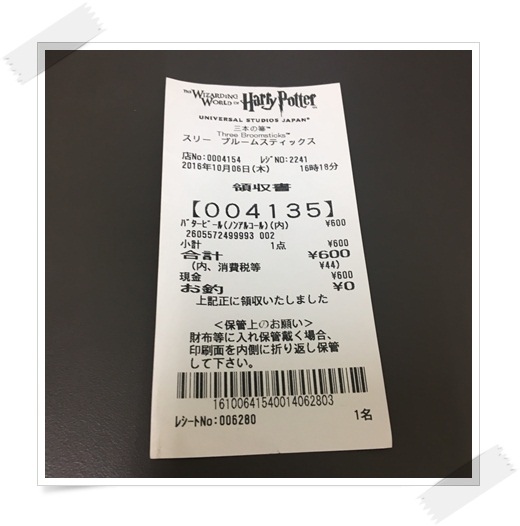 THE WIZARDING WORLD OF Harry Potter™
UNIVERSAL STUDIOS JAPAN®
三本の箒™
Three Broomsticks™
スリー ブルームスティックス
店No:0004154 レジNO:2241
2016年10月06日(木) 16時18分
領収書
【004135】
バタービール(ノンアルコール)(内) ¥600
2605572499993 002
小計 1点 ¥600
合計 ¥600
(内、消費税等 ¥44)
現金 ¥600
お釣 ¥0
上記正に領収いたしました
<保管上のお願い>
財布等に入れ保管戴く場合、
印刷面を内側に折り返し保管
して下さい。
16100641540014062803
レシートNo:006280 1名